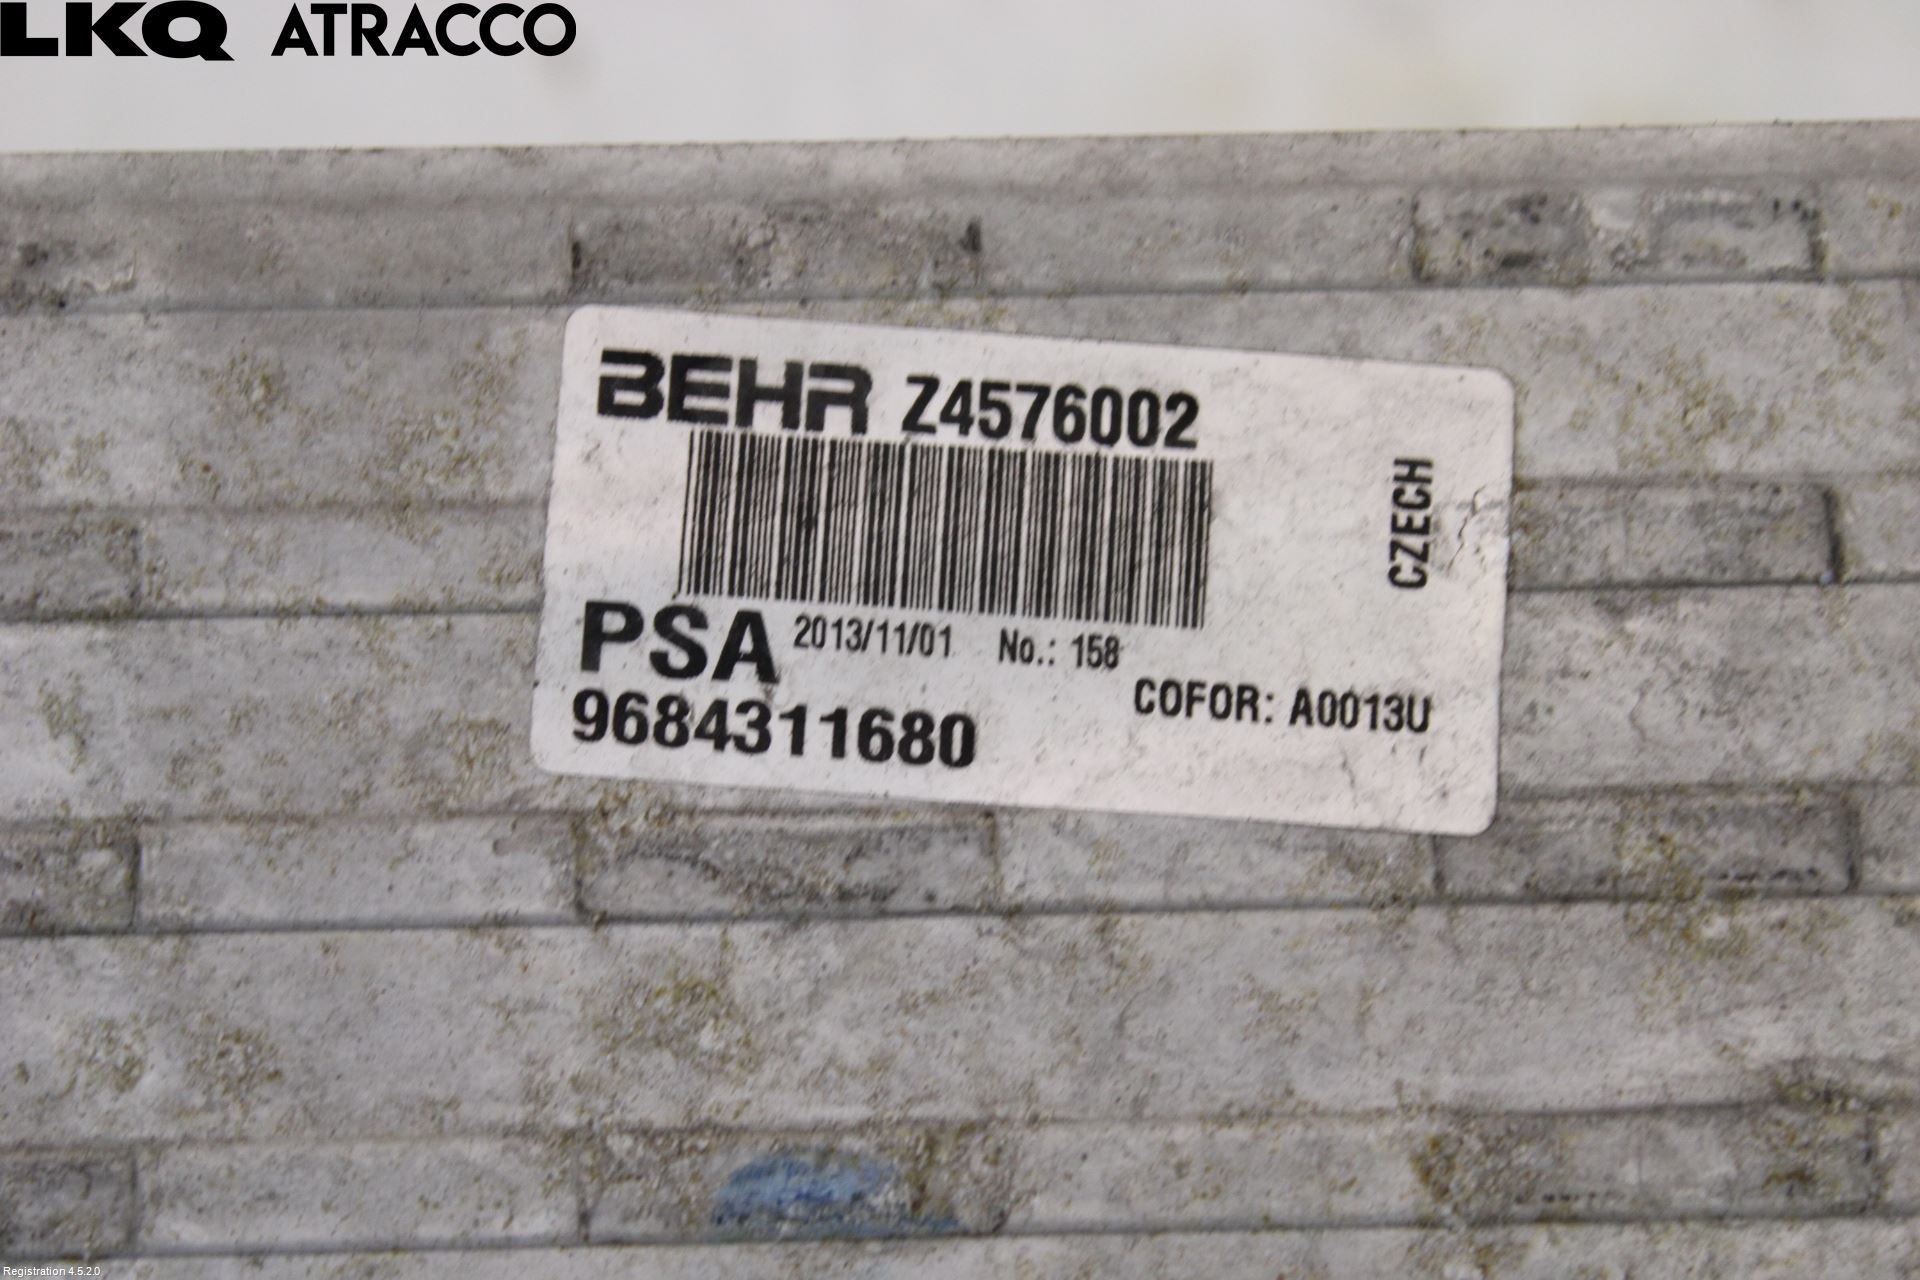 LKQ ATRACCO
BEHR Z4576002
CZECH
PSA 2013/11/01 No.: 158
COFOR: A0013U
9684311680
Registration 4.5.2.0